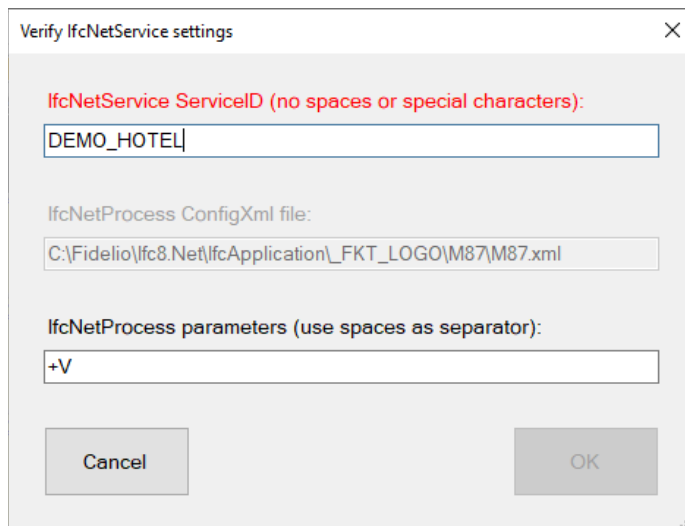 Verify IfcNetService settings
IfcNetService ServiceID (no spaces or special characters):
DEMO_HOTEL
IfcNetProcess ConfigXml file:
C:\Fidelio\Ifc8.Net\IfcApplication\_FKT_LOGO\M87\M87.xml
IfcNetProcess parameters (use spaces as separator):
+V
Cancel
OK